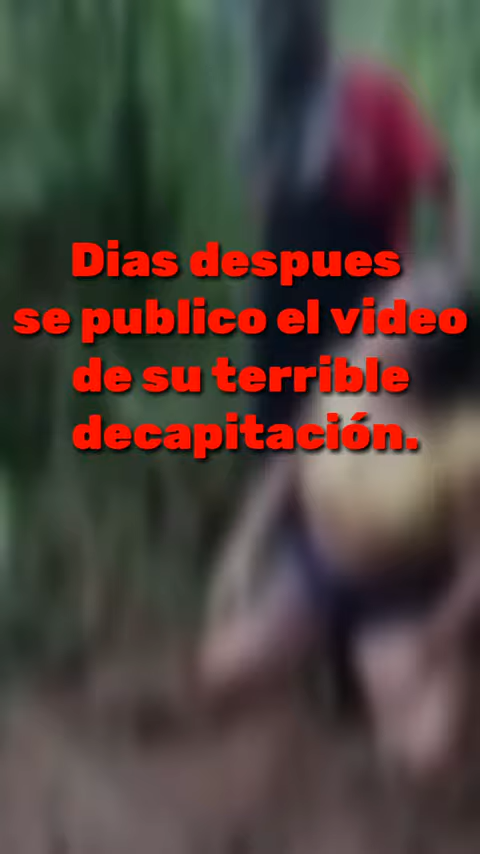 Dias despues
se publico el video
de su terrible
decapitación.